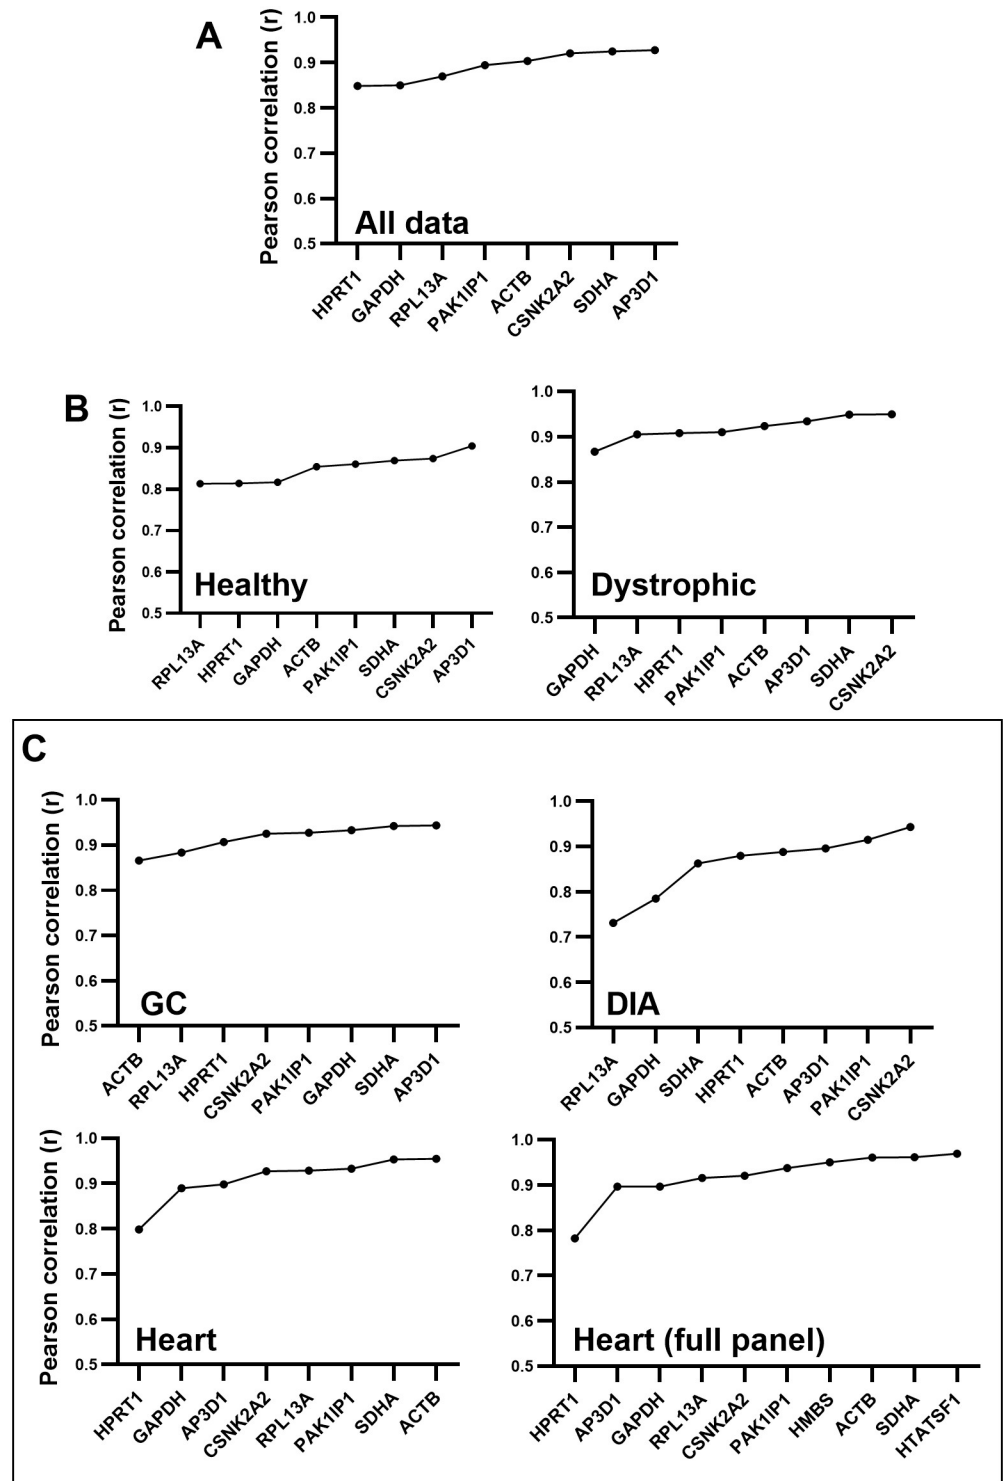 A
Pearson correlation (r)
1.0
0.9
0.8
0.7
0.6
0.5
All data
HPRT1
GAPDH
RPL13A
PAK1IP1
ACTB
CSNK2A2
SDHA
AP3D1
B
Pearson correlation (r)
1.0
0.9
0.8
0.7
0.6
0.5
Healthy
RPL13A
HPRT1
GAPDH
ACTB
PAK1IP1
SDHA
CSNK2A2
AP3D1
1.0
0.9
0.8
0.7
0.6
0.5
Dystrophic
GAPDH
RPL13A
HPRT1
PAK1IP1
ACTB
AP3D1
SDHA
CSNK2A2
C
Pearson correlation (r)
1.0
0.9
0.8
0.7
0.6
0.5
GC
ACTB
RPL13A
HPRT1
CSNK2A2
PAK1IP1
GAPDH
SDHA
AP3D1
1.0
0.9
0.8
0.7
0.6
0.5
DIA
RPL13A
GAPDH
SDHA
HPRT1
ACTB
AP3D1
PAK1IP1
CSNK2A2
Pearson correlation (r)
1.0
0.9
0.8
0.7
0.6
0.5
Heart
HPRT1
GAPDH
AP3D1
CSNK2A2
RPL13A
PAK1IP1
SDHA
ACTB
1.0
0.9
0.8
0.7
0.6
0.5
Heart (full panel)
HPRT1
AP3D1
GAPDH
RPL13A
CSNK2A2
PAK1IP1
HMBS
ACTB
SDHA
HTATSF1